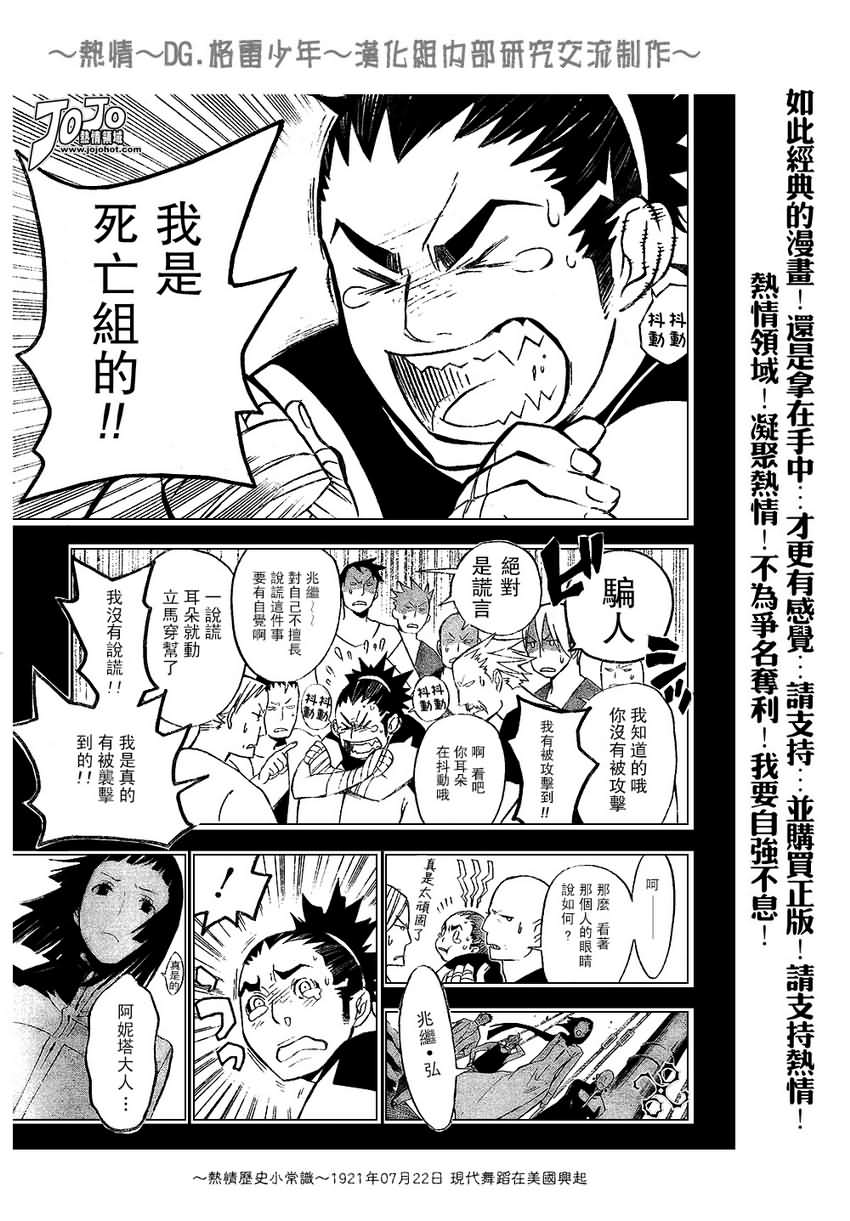 ～熱情～DG.格雷少年～漢化組內部研究交流制作～
JOJO
熱情領域
www.jojohot.com
如此經典的漫畫！還是拿在手中…才更有感覺…請支持…並購買正版！請支持熱情！
熱情領域！凝聚熱情！不為爭名奪利！我要自強不息！
我是
死亡組的!!
抖動
抖動
騙人
絕對
是謊言
我知道的哦
你沒有被攻擊
我有被攻擊到!!
啊 看吧
你耳朵
在抖動哦
抖動
抖動
抖動
抖動
兆繼～～
對自己不擅長
說謊這件事
要有自覺啊
一說謊
耳朵就動
立馬穿幫了
我沒有說謊!!
我是真的
有被襲擊
到的!!
呵——
那麼 看著
那個人的眼睛
說如何？
真是太頑固了
兆繼・弘
真是的
阿妮塔大人…
～熱情歷史小常識～1921年07月22日 現代舞蹈在美國興起